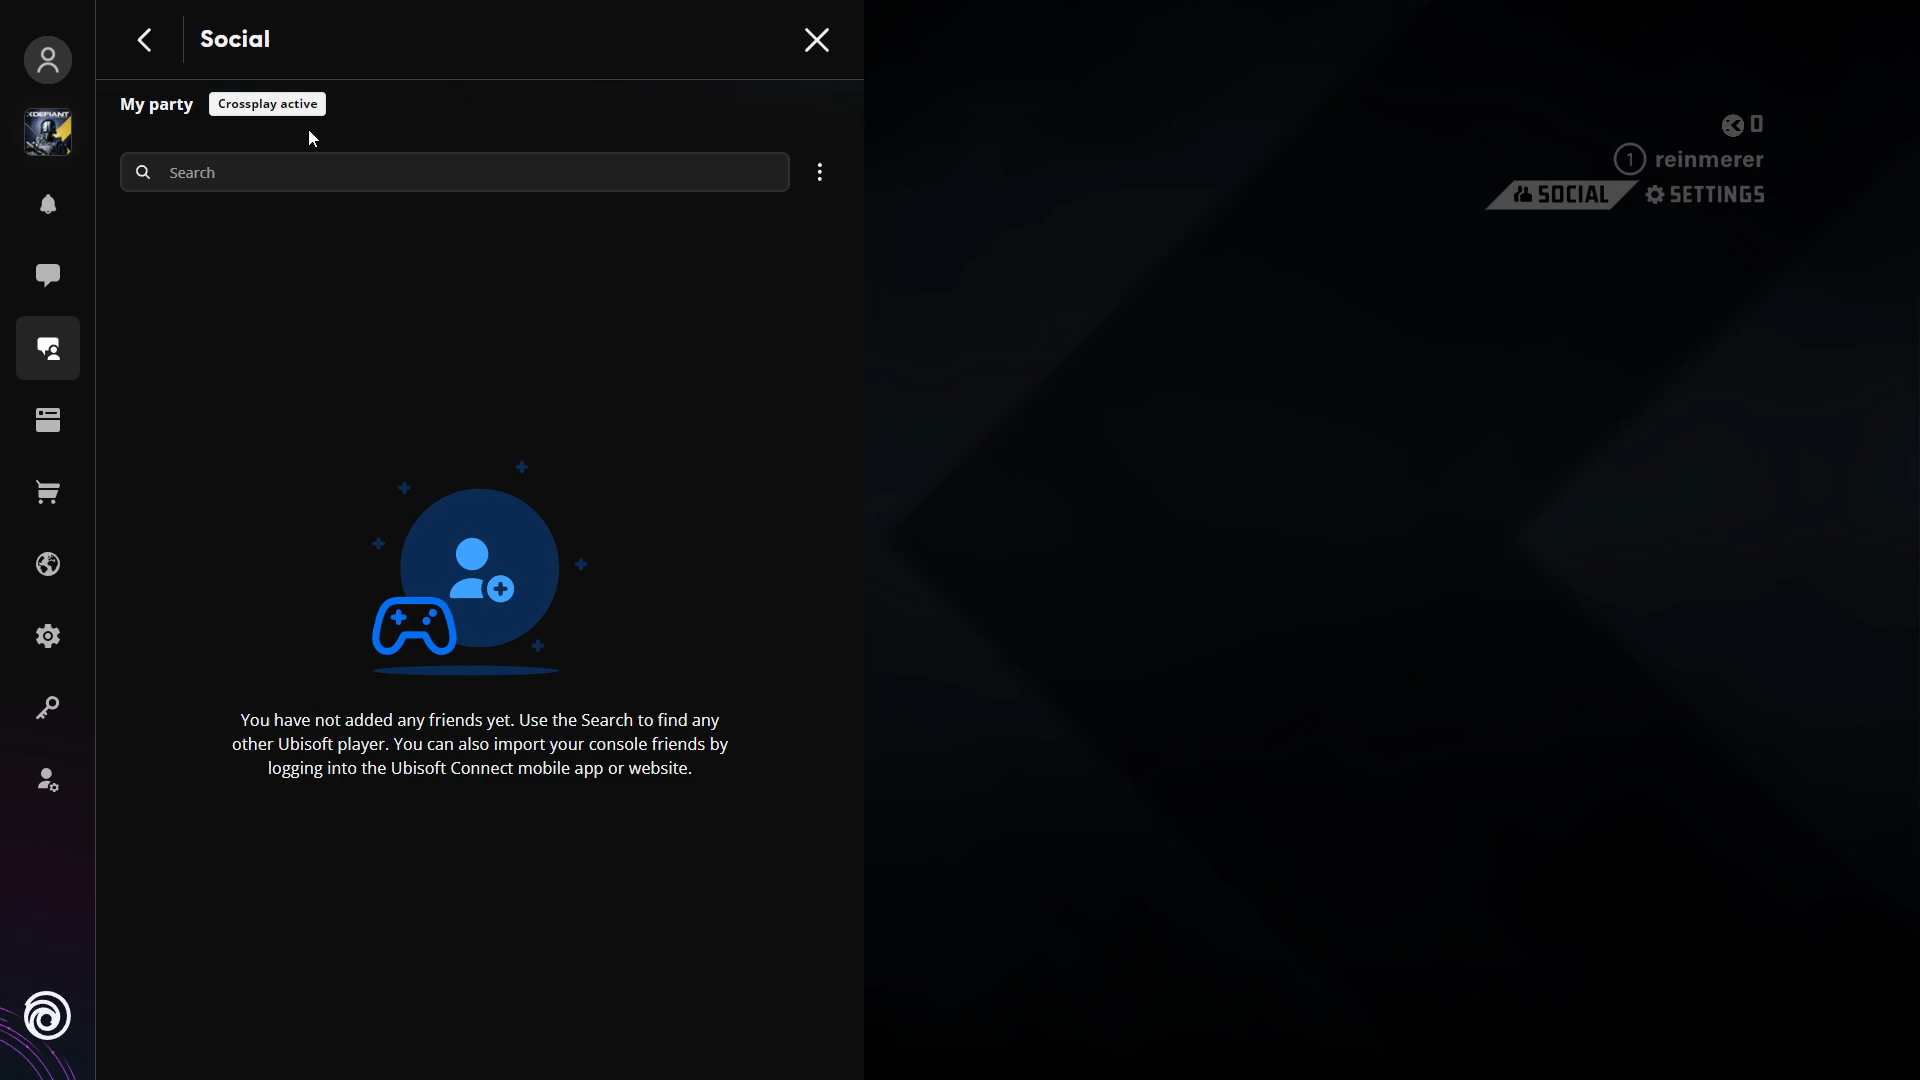 Social
My party
Crossplay active
Search
XDEFIANT
0
1 reinmerer
SOCIAL
SETTINGS
You have not added any friends yet. Use the Search to find any
other Ubisoft player. You can also import your console friends by
logging into the Ubisoft Connect mobile app or website.